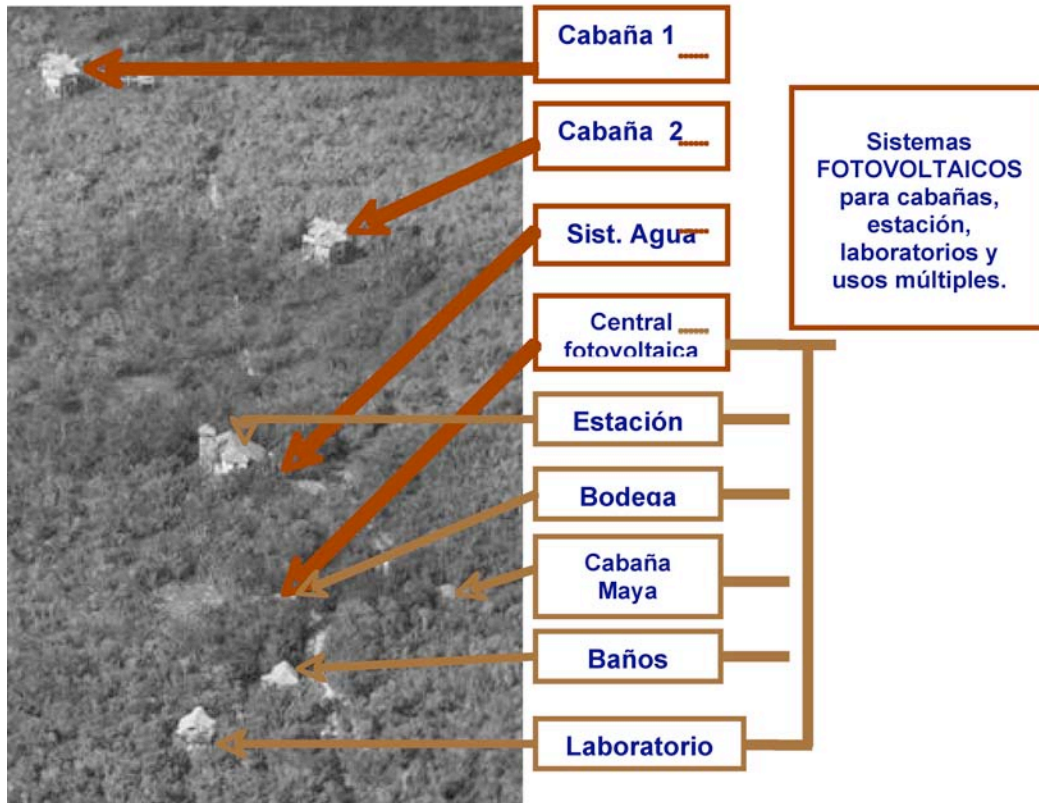 Cabaña 1
Cabaña 2
Sist. Agua
Central
fotovoltaica
Estación
Bodega
Cabaña
Maya
Baños
Laboratorio
Sistemas
FOTOVOLTAICOS
para cabañas,
estación,
laboratorios y
usos múltiples.